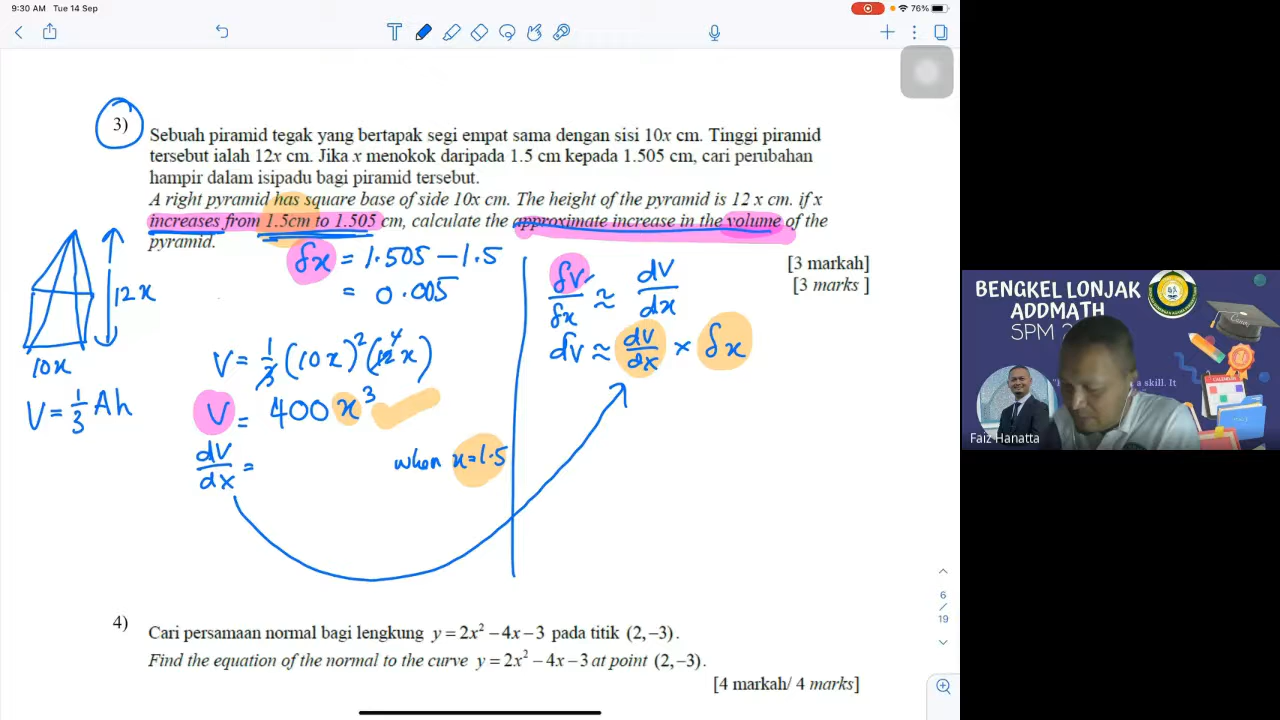 9:30 AM Tue 14 Sep
76%
3)
Sebuah piramid tegak yang bertapak segi empat sama dengan sisi 10x cm. Tinggi piramid
tersebut ialah 12x cm. Jika x menokok daripada 1.5 cm kepada 1.505 cm, cari perubahan
hampir dalam isipadu bagi piramid tersebut.
A right pyramid has square base of side 10x cm. The height of the pyramid is 12 x cm. if x
increases from 1.5cm to 1.505 cm, calculate the approximate increase in the volume of the
pyramid.
[3 markah]
[3 marks ]
12x
10x
V = 1/3 Ah
δx = 1.505 - 1.5
= 0.005
V = 1/3 (10x)² (12 4 x)
V = 400 x³
dV/dx =
when x = 1.5
δV/δx ≈ dV/dx
dV ≈ dV/dx × δx
4)
Cari persamaan normal bagi lengkung y = 2x² − 4x − 3 pada titik (2, −3).
Find the equation of the normal to the curve y = 2x² − 4x − 3 at point (2, −3).
[4 markah/ 4 marks]
6
/
19
BENGKEL LONJAK
ADDMATH
SPM 2
a skill. It
Faiz Hanatta